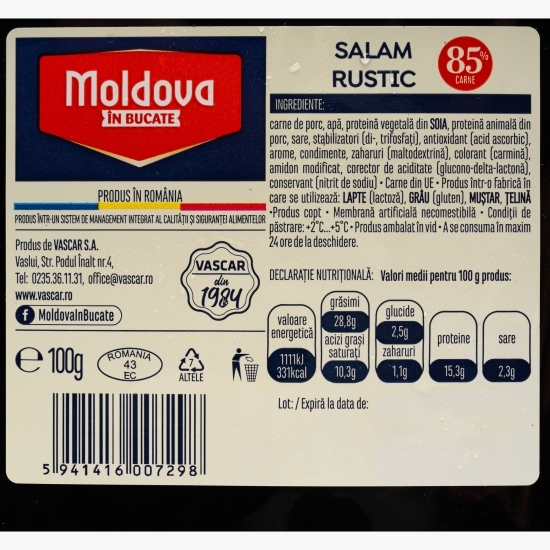 Moldova
ÎN BUCATE
PRODUS ÎN ROMÂNIA
PRODUS ÎNTR-UN SISTEM DE MANAGEMENT INTEGRAT AL CALITĂȚII ȘI SIGURANȚEI ALIMENTELOR
Produs de VASCAR S.A.
Vaslui, Str. Podul Înalt nr.4,
Tel: 0235.36.11.31, office@vascar.ro
www.vascar.ro
MoldovaInBucate
VASCAR
din
1984
e 100g
ROMANIA
43
EC
7
ALTELE
5 941416 007298
SALAM
RUSTIC
85%
CARNE
INGREDIENTE:
carne de porc, apă, proteină vegetală din SOIA, proteină animală din
porc, sare, stabilizatori (di-, trifosfați), antioxidant (acid ascorbic),
arome, condimente, zaharuri (maltodextrină), colorant (carmină),
amidon modificat, corector de aciditate (glucono-delta-lactonă),
conservant (nitrit de sodiu) • Carne din UE • Produs într-o fabrică în
care se utilizează: LAPTE (lactoză), GRÂU (gluten), MUȘTAR, ȚELINĂ
•Produs copt • Membrană artificială necomestibilă • Condiții de
păstrare: +2°C...+5°C • Produs ambalat în vid • A se consuma în maxim
24 ore de la deschidere.
DECLARAȚIE NUTRIȚIONALĂ: Valori medii pentru 100 g produs:
valoare
energetică
1111kJ
331kcal
grăsimi
28,8g
acizi grași
saturați
10,3g
glucide
2,5g
zaharuri
1,1g
proteine
15,3g
sare
2,3g
Lot: / Expiră la data de: